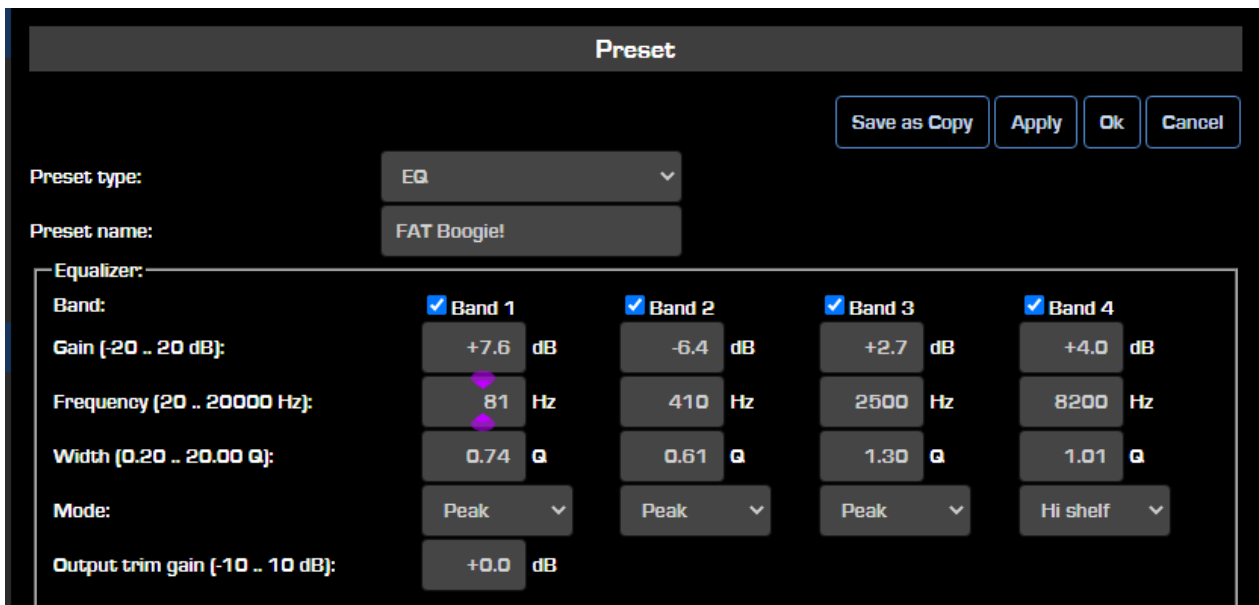 Preset
Save as Copy Apply Ok Cancel
Preset type: EQ
Preset name: FAT Boogie!
Equalizer:
Band: Band 1 Band 2 Band 3 Band 4
Gain (-20 .. 20 dB): +7.6 dB -6.4 dB +2.7 dB +4.0 dB
Frequency (20 .. 20000 Hz): 81 Hz 410 Hz 2500 Hz 8200 Hz
Width (0.20 .. 20.00 Q): 0.74 Q 0.61 Q 1.30 Q 1.01 Q
Mode: Peak Peak Peak Hi shelf
Output trim gain (-10 .. 10 dB): +0.0 dB